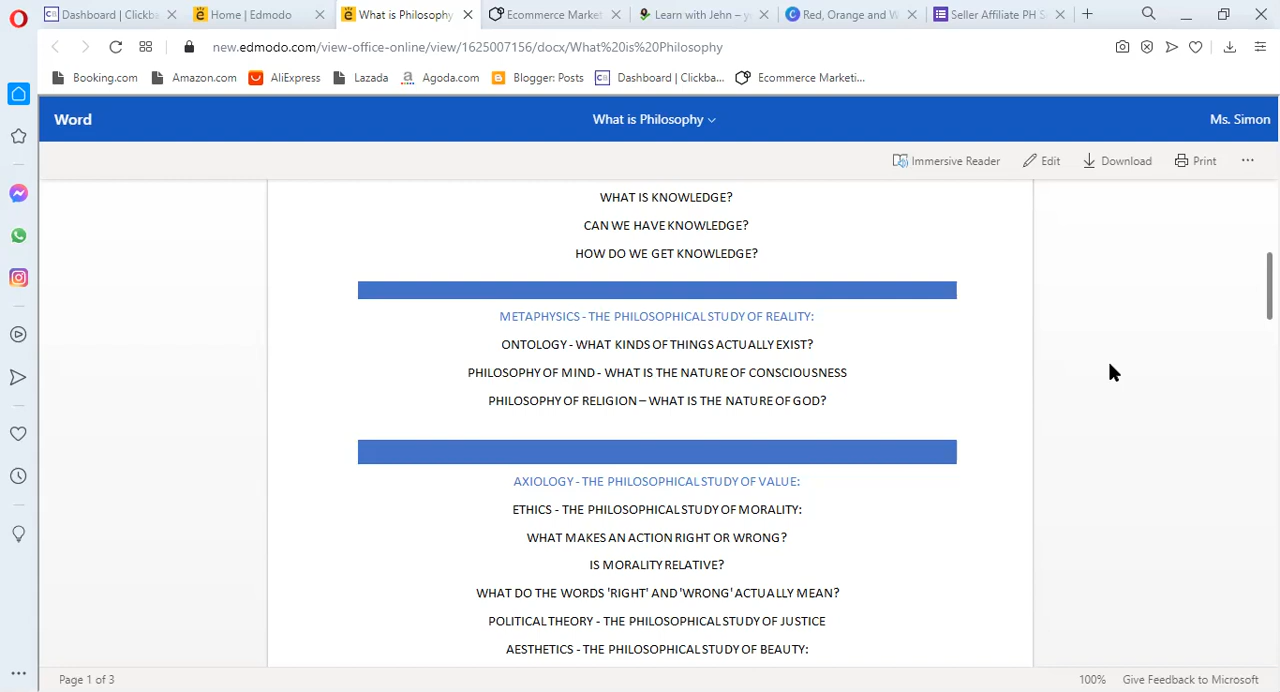 Dashboard | Clickba
Home | Edmodo
What is Philosophy
Ecommerce Market
Learn with Jehn – y
Red, Orange and W
Seller Affiliate PH S
new.edmodo.com/view-office-online/view/1625007156/docx/What%20is%20Philosophy
Booking.com
Amazon.com
AliExpress
Lazada
Agoda.com
Blogger: Posts
Dashboard | Clickba...
Ecommerce Marketi...
Word
What is Philosophy
Ms. Simon
Immersive Reader
Edit
Download
Print
WHAT IS KNOWLEDGE?
CAN WE HAVE KNOWLEDGE?
HOW DO WE GET KNOWLEDGE?
METAPHYSICS - THE PHILOSOPHICAL STUDY OF REALITY:
ONTOLOGY - WHAT KINDS OF THINGS ACTUALLY EXIST?
PHILOSOPHY OF MIND - WHAT IS THE NATURE OF CONSCIOUSNESS
PHILOSOPHY OF RELIGION – WHAT IS THE NATURE OF GOD?
AXIOLOGY - THE PHILOSOPHICAL STUDY OF VALUE:
ETHICS - THE PHILOSOPHICAL STUDY OF MORALITY:
WHAT MAKES AN ACTION RIGHT OR WRONG?
IS MORALITY RELATIVE?
WHAT DO THE WORDS 'RIGHT' AND 'WRONG' ACTUALLY MEAN?
POLITICAL THEORY - THE PHILOSOPHICAL STUDY OF JUSTICE
AESTHETICS - THE PHILOSOPHICAL STUDY OF BEAUTY:
Page 1 of 3
100%
Give Feedback to Microsoft